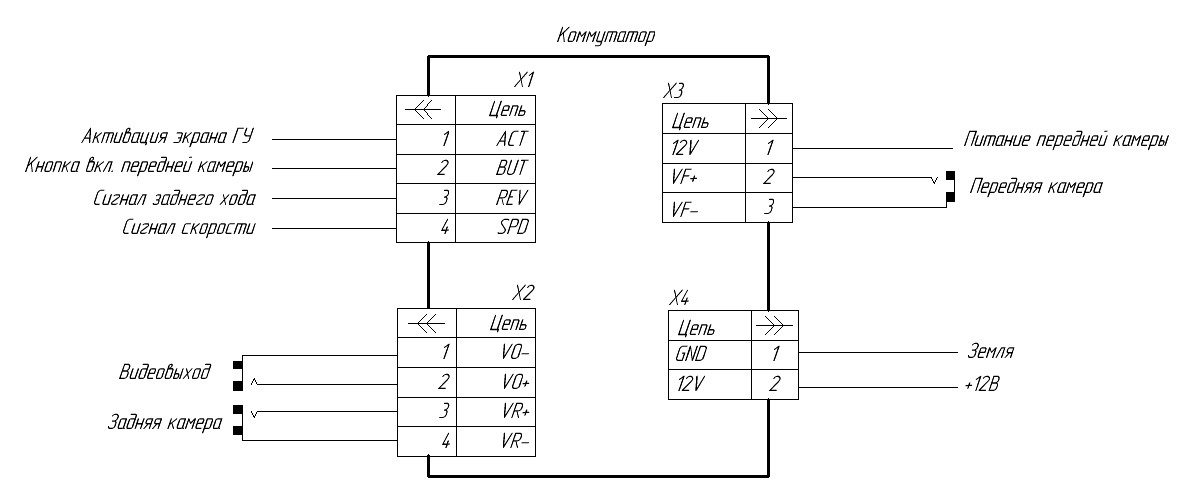 Коммутатор
X1
Цепь
Активация экрана ГУ 1 ACT
Кнопка вкл. передней камеры 2 BUT
Сигнал заднего хода 3 REV
Сигнал скорости 4 SPD
X3
Цепь
12V 1 Питание передней камеры
VF+ 2
Передняя камера
VF– 3
X2
Цепь
1 VO–
Видеовыход
2 VO+
3 VR+
Задняя камера
4 VR–
X4
Цепь
GND 1 Земля
12V 2 +12В